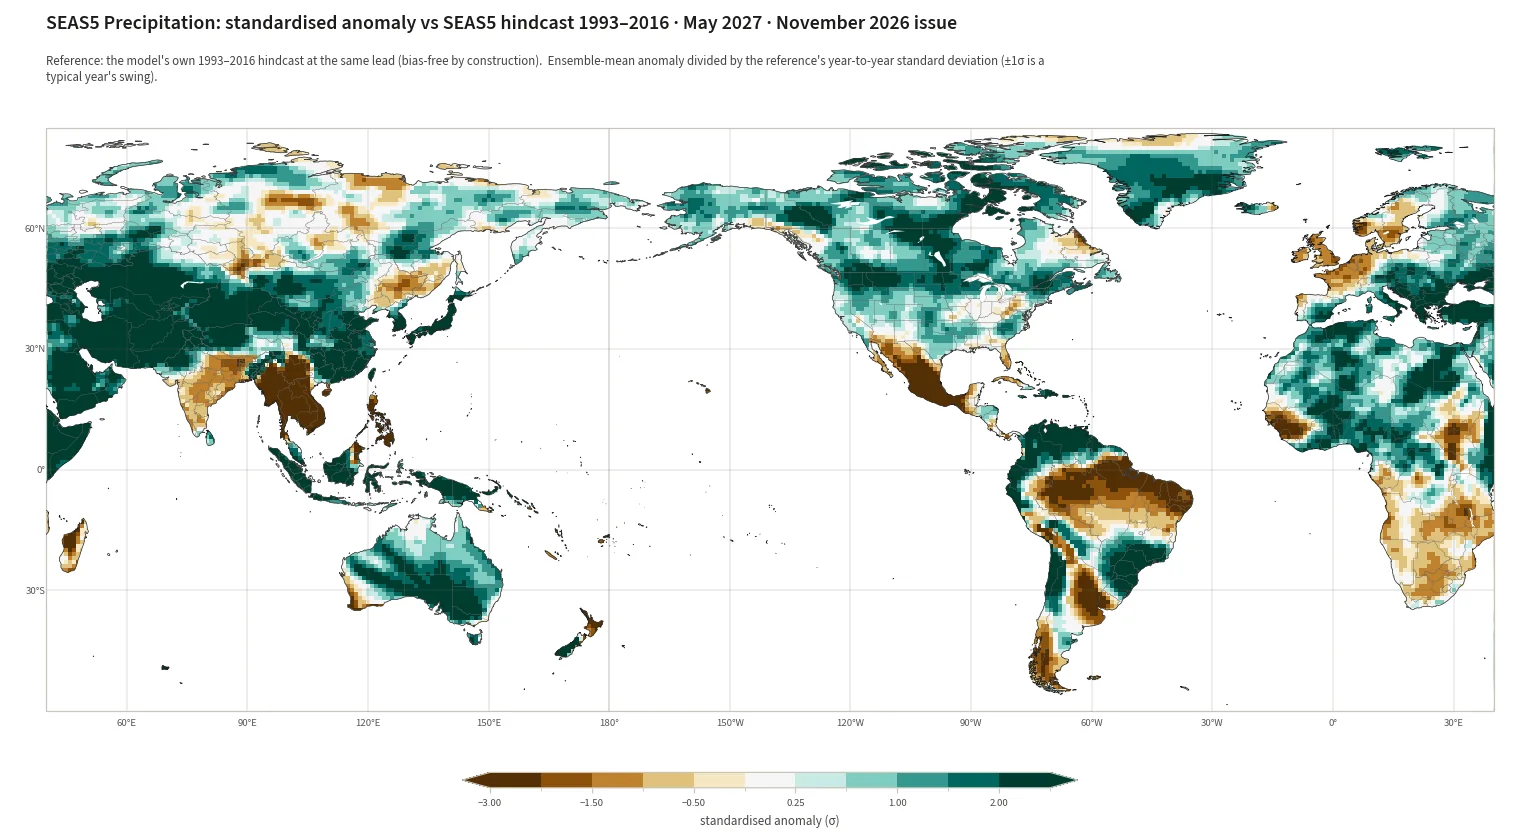 SEAS5 Precipitation: standardised anomaly vs SEAS5 hindcast 1993–2016 · May 2027 · November 2026 issue
Reference: the model's own 1993–2016 hindcast at the same lead (bias-free by construction).  Ensemble-mean anomaly divided by the reference's year-to-year standard deviation (±1σ is a
typical year's swing).
60°N
30°N
0°
30°S
60°E 90°E 120°E 150°E 180° 150°W 120°W 90°W 60°W 30°W 0° 30°E
−3.00 −1.50 −0.50 0.25 1.00 2.00
standardised anomaly (σ)